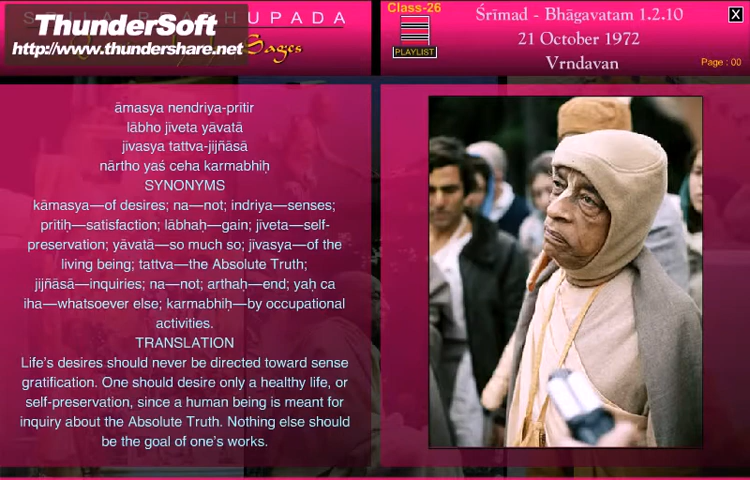 ThunderSoft
http://www.thundershare.net
HUPADA
Sages
Class-26
PLAYLIST
Śrīmad - Bhāgavatam 1.2.10
21 October 1972
Vrndavan
X
Page : 00
āmasya nendriya-prītir
lābho jīveta yāvatā
jīvasya tattva-jijñāsā
nārtho yaś ceha karmabhiḥ
SYNONYMS
kāmasya—of desires; na—not; indriya—senses;
prītiḥ—satisfaction; lābhaḥ—gain; jīveta—self-
preservation; yāvatā—so much so; jīvasya—of the
living being; tattva—the Absolute Truth;
jijñāsā—inquiries; na—not; arthaḥ—end; yaḥ ca
iha—whatsoever else; karmabhiḥ—by occupational
activities.
TRANSLATION
Life's desires should never be directed toward sense
gratification. One should desire only a healthy life, or
self-preservation, since a human being is meant for
inquiry about the Absolute Truth. Nothing else should
be the goal of one's works.